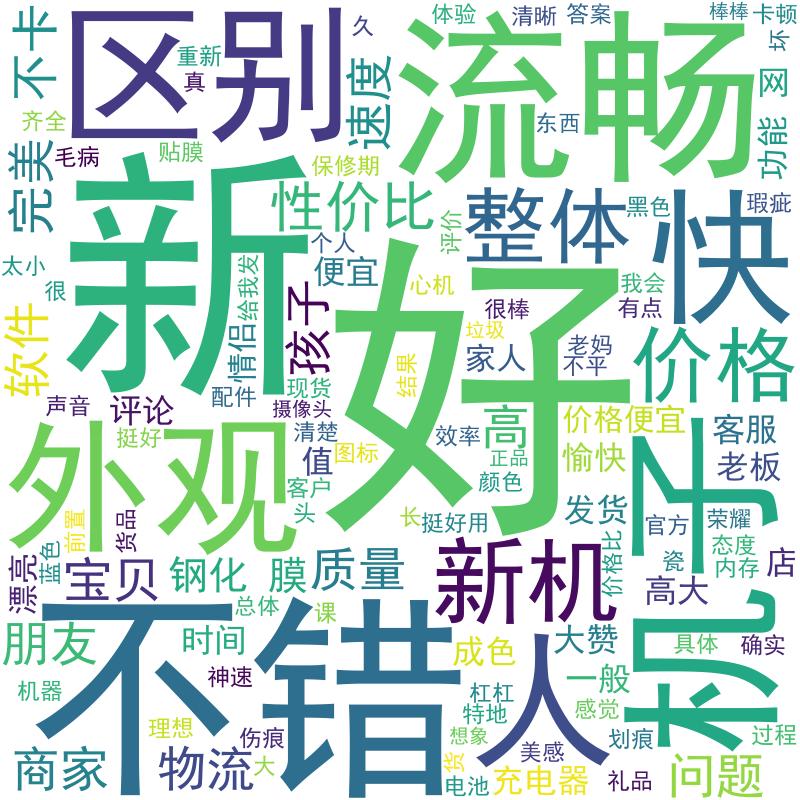 不卡
区别
重新
真
久
速度
体验
清晰
答案
棒棒
卡顿
坏
流畅
网
功能
东西
齐全
毛病
贴膜
保修期
完美
新
性价比
评价
整体
黑色
瑕疵
快
太小
很
给我发
个人
便宜
心机
很棒
我会
有点
好
孩子
情侣
垃圾
家人
老妈
不平
价格
软件
现货
配件
摄像头
结果
声音
评论
挺好
清楚
值
图标
效率
高
正品
颜色
价格便宜
愉快
客服
老板
机子
外观
客户
头
长
挺好用
发货
官方
荣耀
前置
货品
蓝色
漂亮
宝贝
钢化
膜
质量
新机
价格比
瓷
态度
内存
高大
店
不错
总体
课
朋友
时间
神速
成色
人
大赞
一般
具体
确实
机器
理想
伤痕
大
杠杠
特地
想象
感觉
划痕
过程
美感
商家
物流
货
电池
充电器
礼品
问题